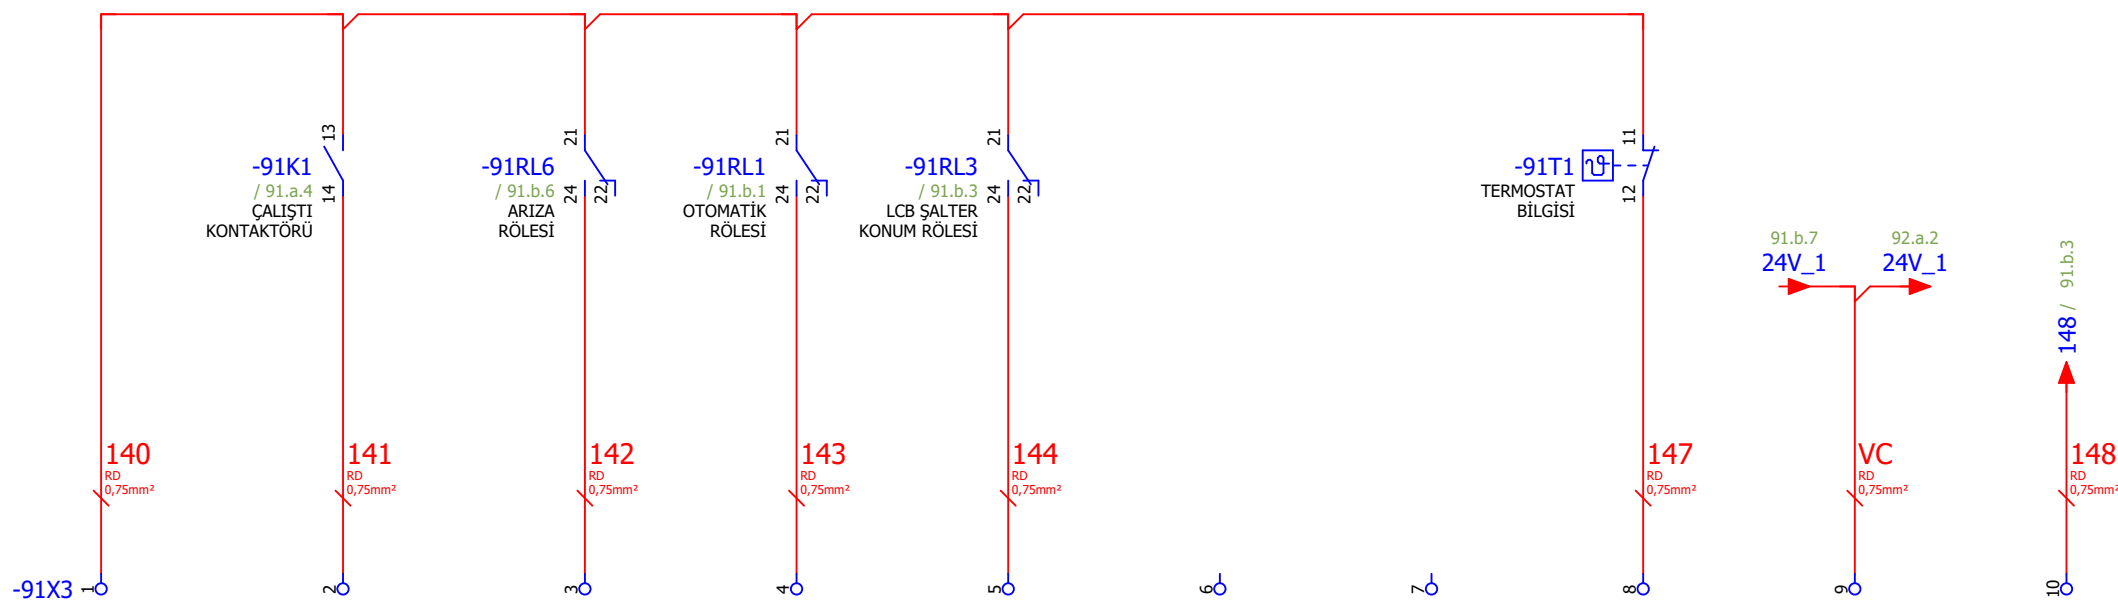 -91K1
/ 91.a.4
ÇALIŞTI
KONTAKTÖRÜ
13
14
-91RL6
/ 91.b.6
ARIZA
RÖLESİ
21
24
22
-91RL1
/ 91.b.1
OTOMATİK
RÖLESİ
21
24
22
-91RL3
/ 91.b.3
LCB ŞALTER
KONUM RÖLESİ
21
24
22
-91T1
TERMOSTAT
BİLGİSİ
11
12
91.b.7
24V_1
92.a.2
24V_1
148 / 91.b.3
140
RD
0,75mm²
141
RD
0,75mm²
142
RD
0,75mm²
143
RD
0,75mm²
144
RD
0,75mm²
147
RD
0,75mm²
VC
RD
0,75mm²
148
RD
0,75mm²
-91X3
1
2
3
4
5
6
7
8
9
10